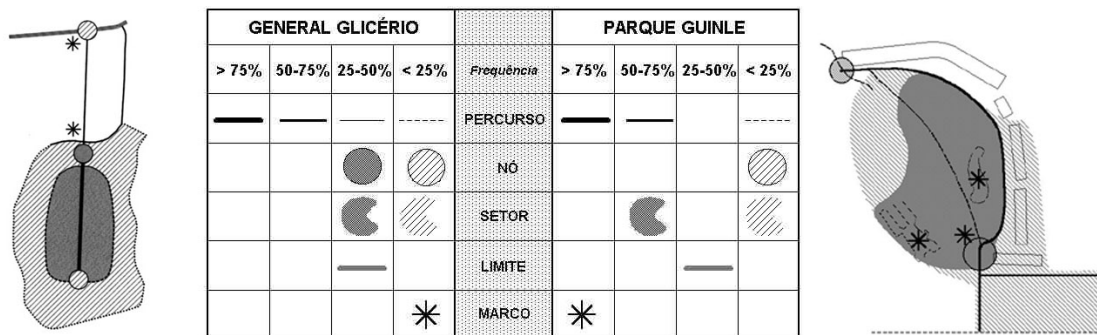 GENERAL GLICÉRIO PARQUE GUINLE
> 75% 50-75% 25-50% < 25% Frequência > 75% 50-75% 25-50% < 25%
PERCURSO
NÓ
SETOR
LIMITE
MARCO